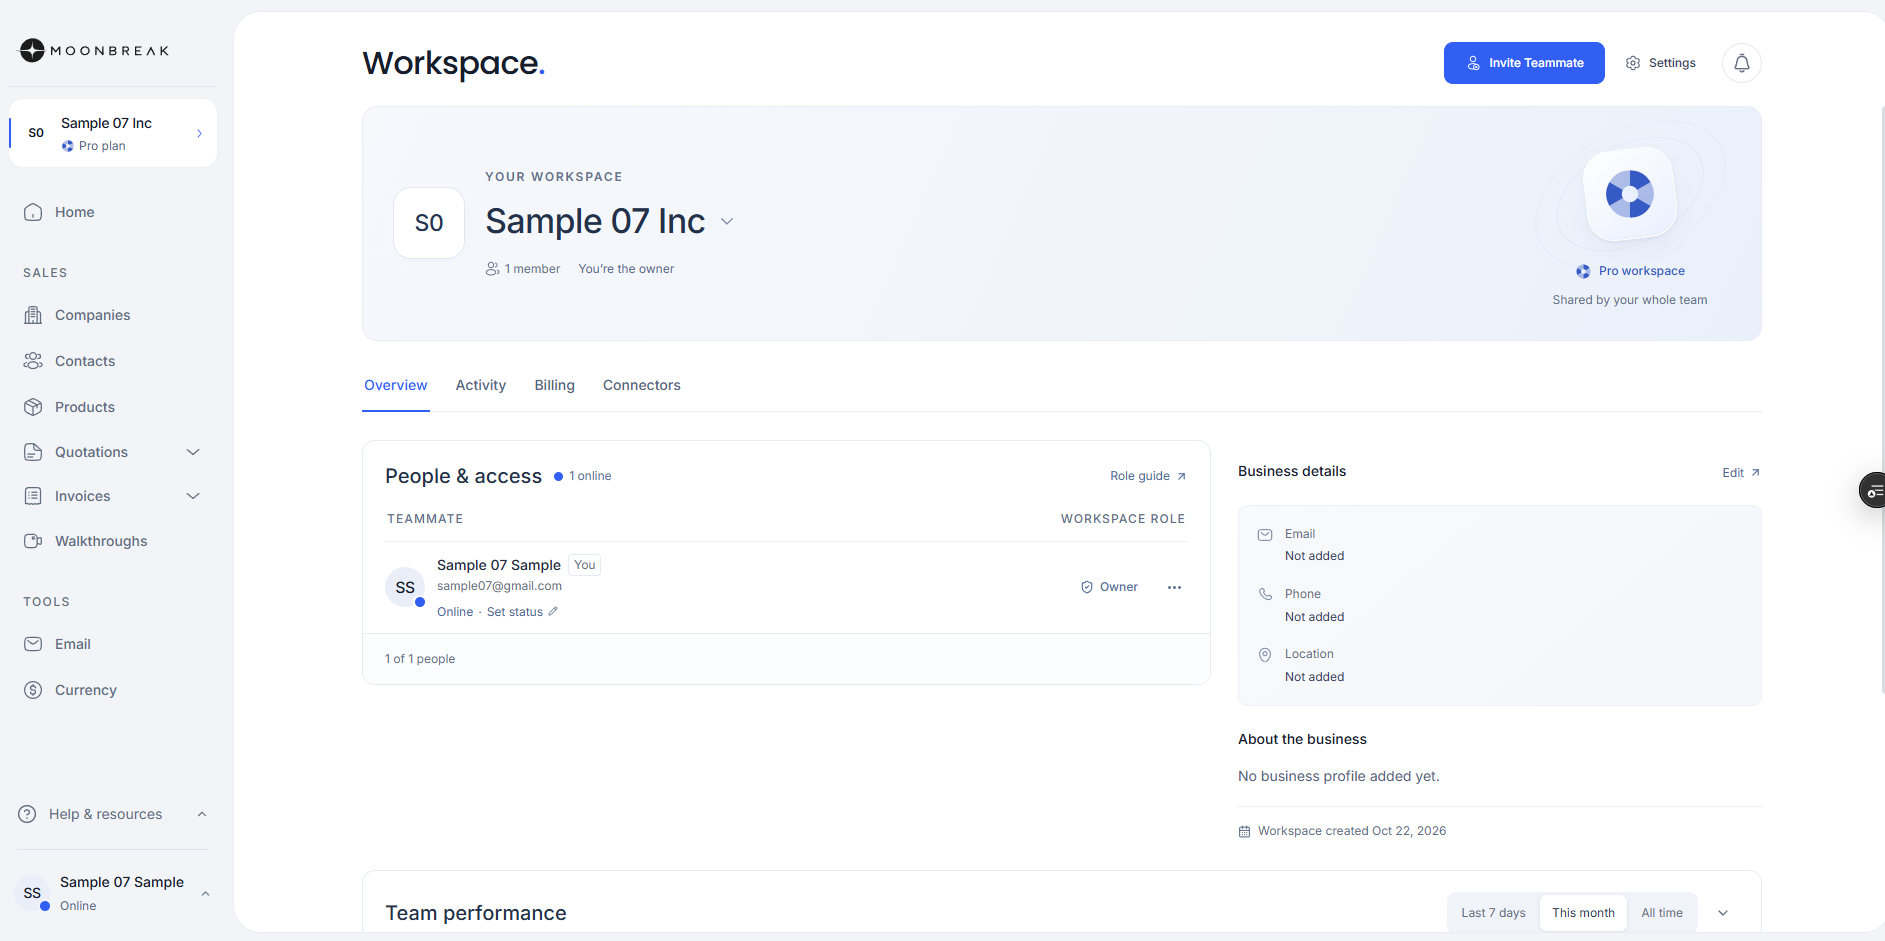 MOONBREAK
S0
Sample 07 Inc
Pro plan
Home
SALES
Companies
Contacts
Products
Quotations
Invoices
Walkthroughs
TOOLS
Email
Currency
Help & resources
SS
Sample 07 Sample
Online
Workspace.
Invite Teammate
Settings
S0
YOUR WORKSPACE
Sample 07 Inc
1 member You're the owner
Pro workspace
Shared by your whole team
Overview Activity Billing Connectors
People & access 1 online Role guide
TEAMMATE WORKSPACE ROLE
SS
Sample 07 Sample You
sample07@gmail.com
Online · Set status
Owner
1 of 1 people
Business details Edit
Email
Not added
Phone
Not added
Location
Not added
About the business
No business profile added yet.
Workspace created Oct 22, 2026
Team performance
Last 7 days This month All time